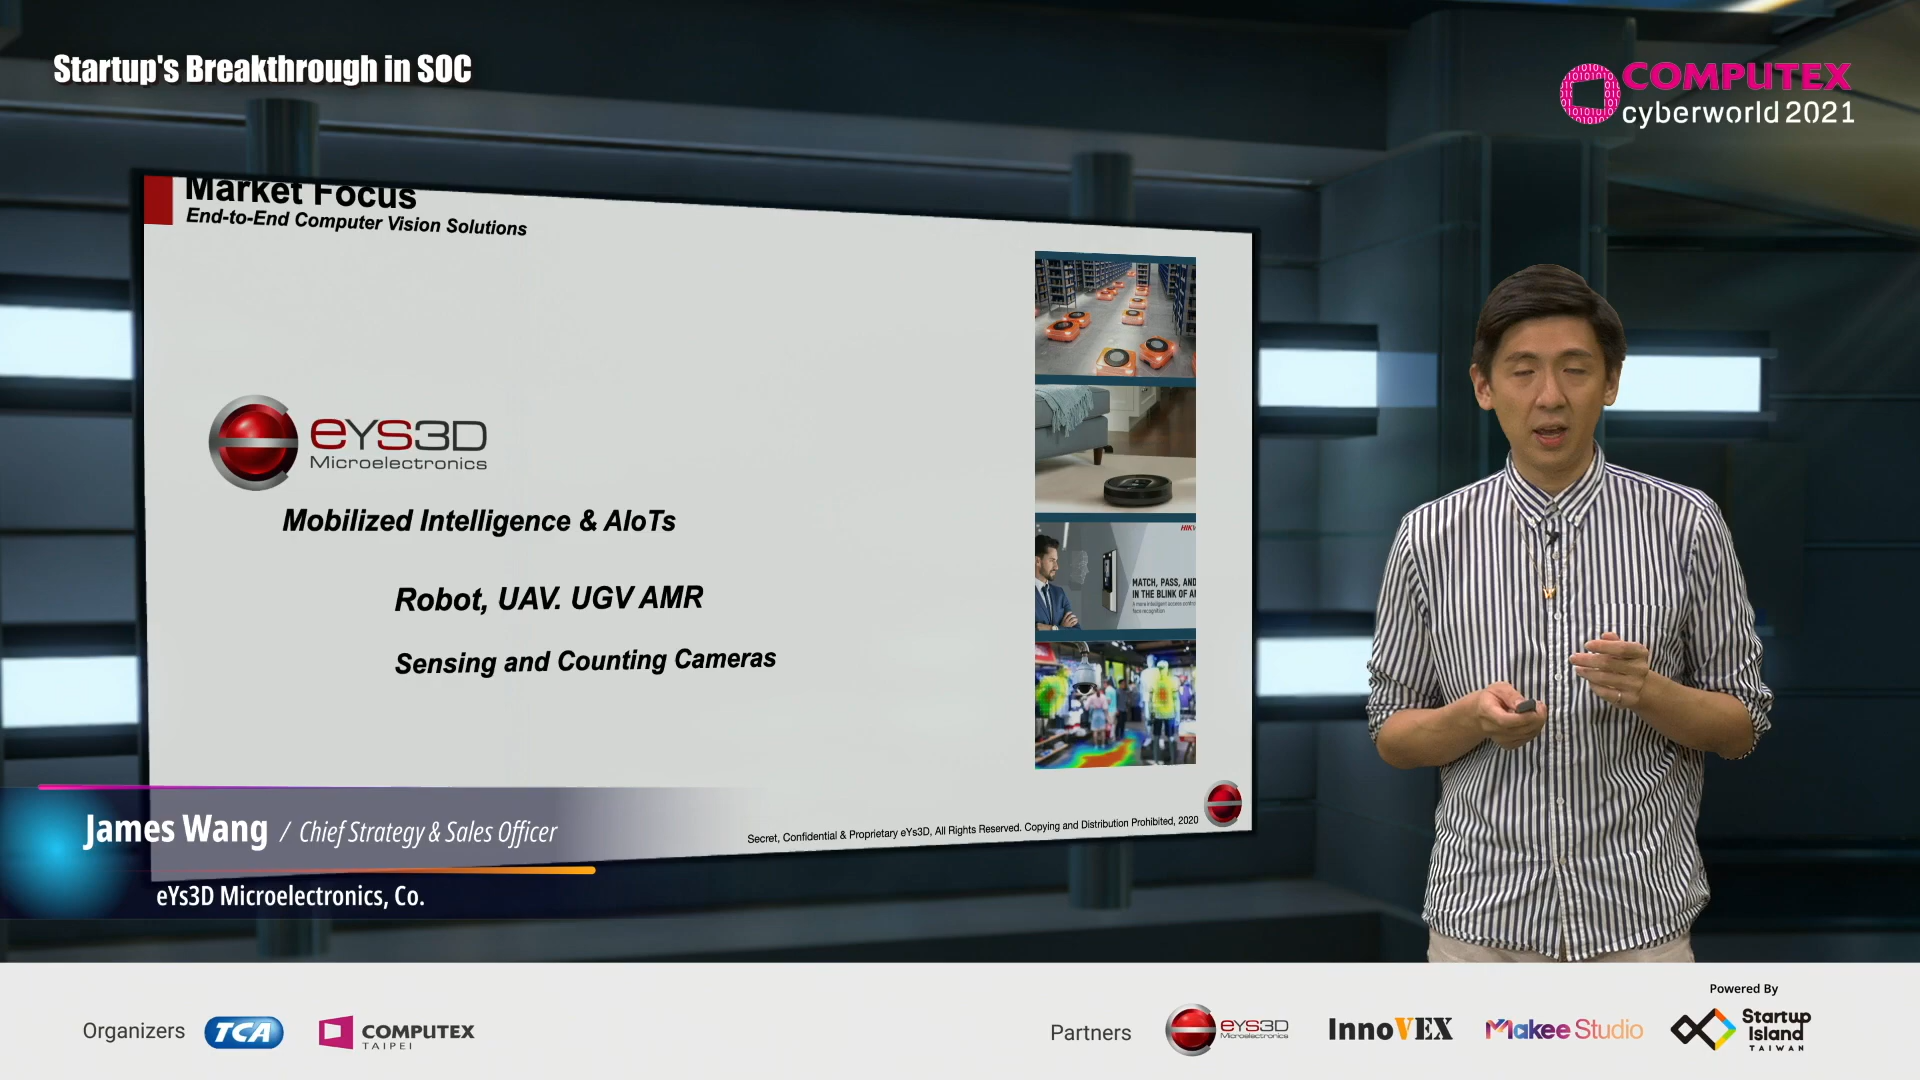 Startup's Breakthrough in SOC
COMPUTEX
cyberworld 2021
Market Focus
End-to-End Computer Vision Solutions
eYs3D
Microelectronics
Mobilized Intelligence & AIoTs
Robot, UAV. UGV AMR
Sensing and Counting Cameras
MATCH, PASS, AND
IN THE BLINK OF
Secret, Confidential & Proprietary eYs3D, All Rights Reserved. Copying and Distribution Prohibited, 2020
James Wang / Chief Strategy & Sales Officer
eYs3D Microelectronics, Co.
Organizers
TCA
COMPUTEX
TAIPEI
Partners
eYs3D
Microelectronics
InnoVEX
Makee Studio
Powered By
Startup
Island
TAIWAN